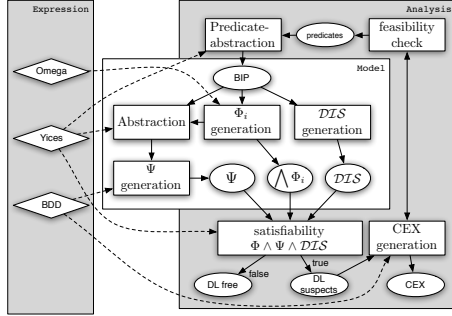 Expression
Analysis
Predicate-
abstraction
predicates
feasibility
check
Omega
Model
BIP
Yices
Abstraction
Φi
generation
DIS
generation
BDD
Ψ
generation
Ψ
⋀ Φi
DIS
satisfiability
Φ ∧ Ψ ∧ DIS
CEX
generation
false
true
DL free
DL
suspects
CEX